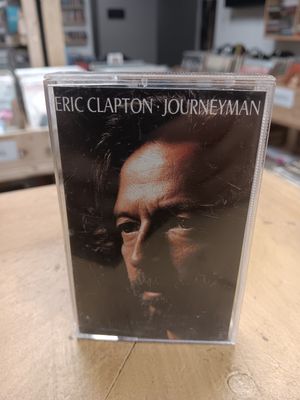 ERIC CLAPTON · JOURNEYMAN